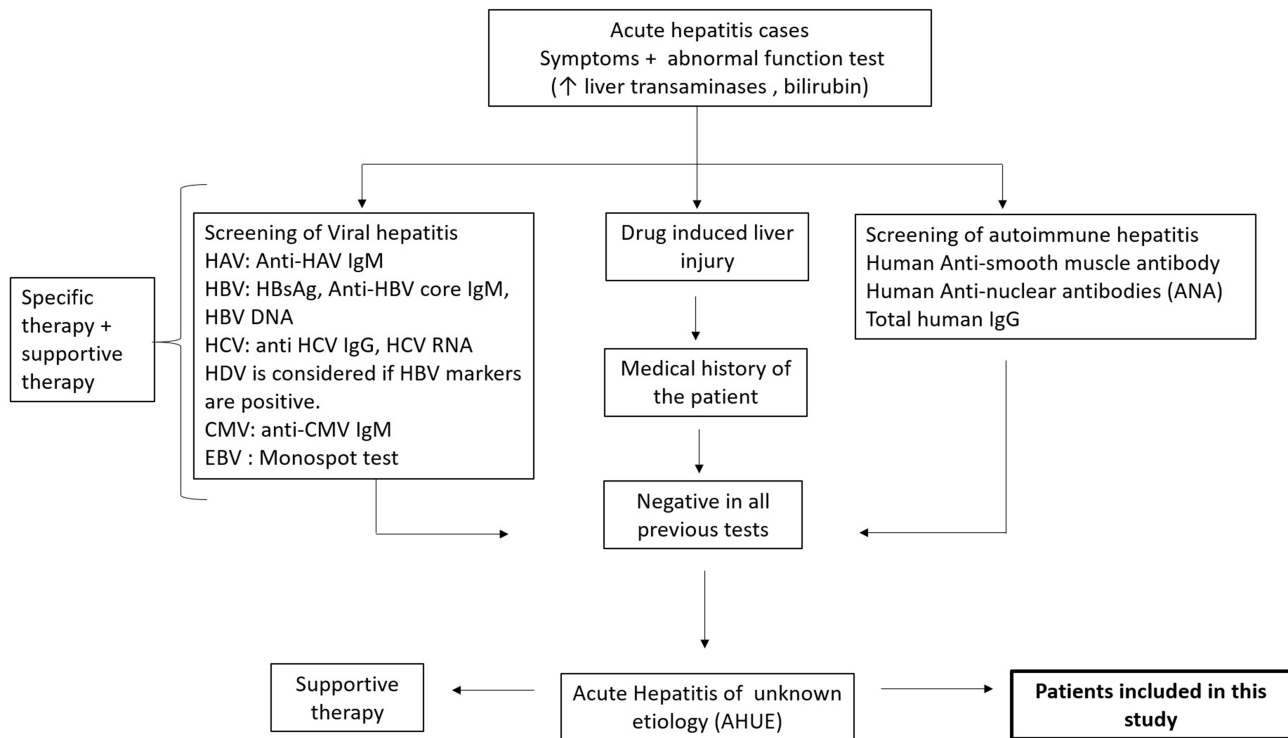 Acute hepatitis cases
Symptoms + abnormal function test
(↑ liver transaminases , bilirubin)
Specific
therapy +
supportive
therapy
Screening of Viral hepatitis
HAV: Anti-HAV IgM
HBV: HBsAg, Anti-HBV core IgM,
HBV DNA
HCV: anti HCV IgG, HCV RNA
HDV is considered if HBV markers
are positive.
CMV: anti-CMV IgM
EBV : Monospot test
Drug induced liver
injury
Medical history of
the patient
Screening of autoimmune hepatitis
Human Anti-smooth muscle antibody
Human Anti-nuclear antibodies (ANA)
Total human IgG
Negative in all
previous tests
Supportive
therapy
Acute Hepatitis of unknown
etiology (AHUE)
Patients included in this
study